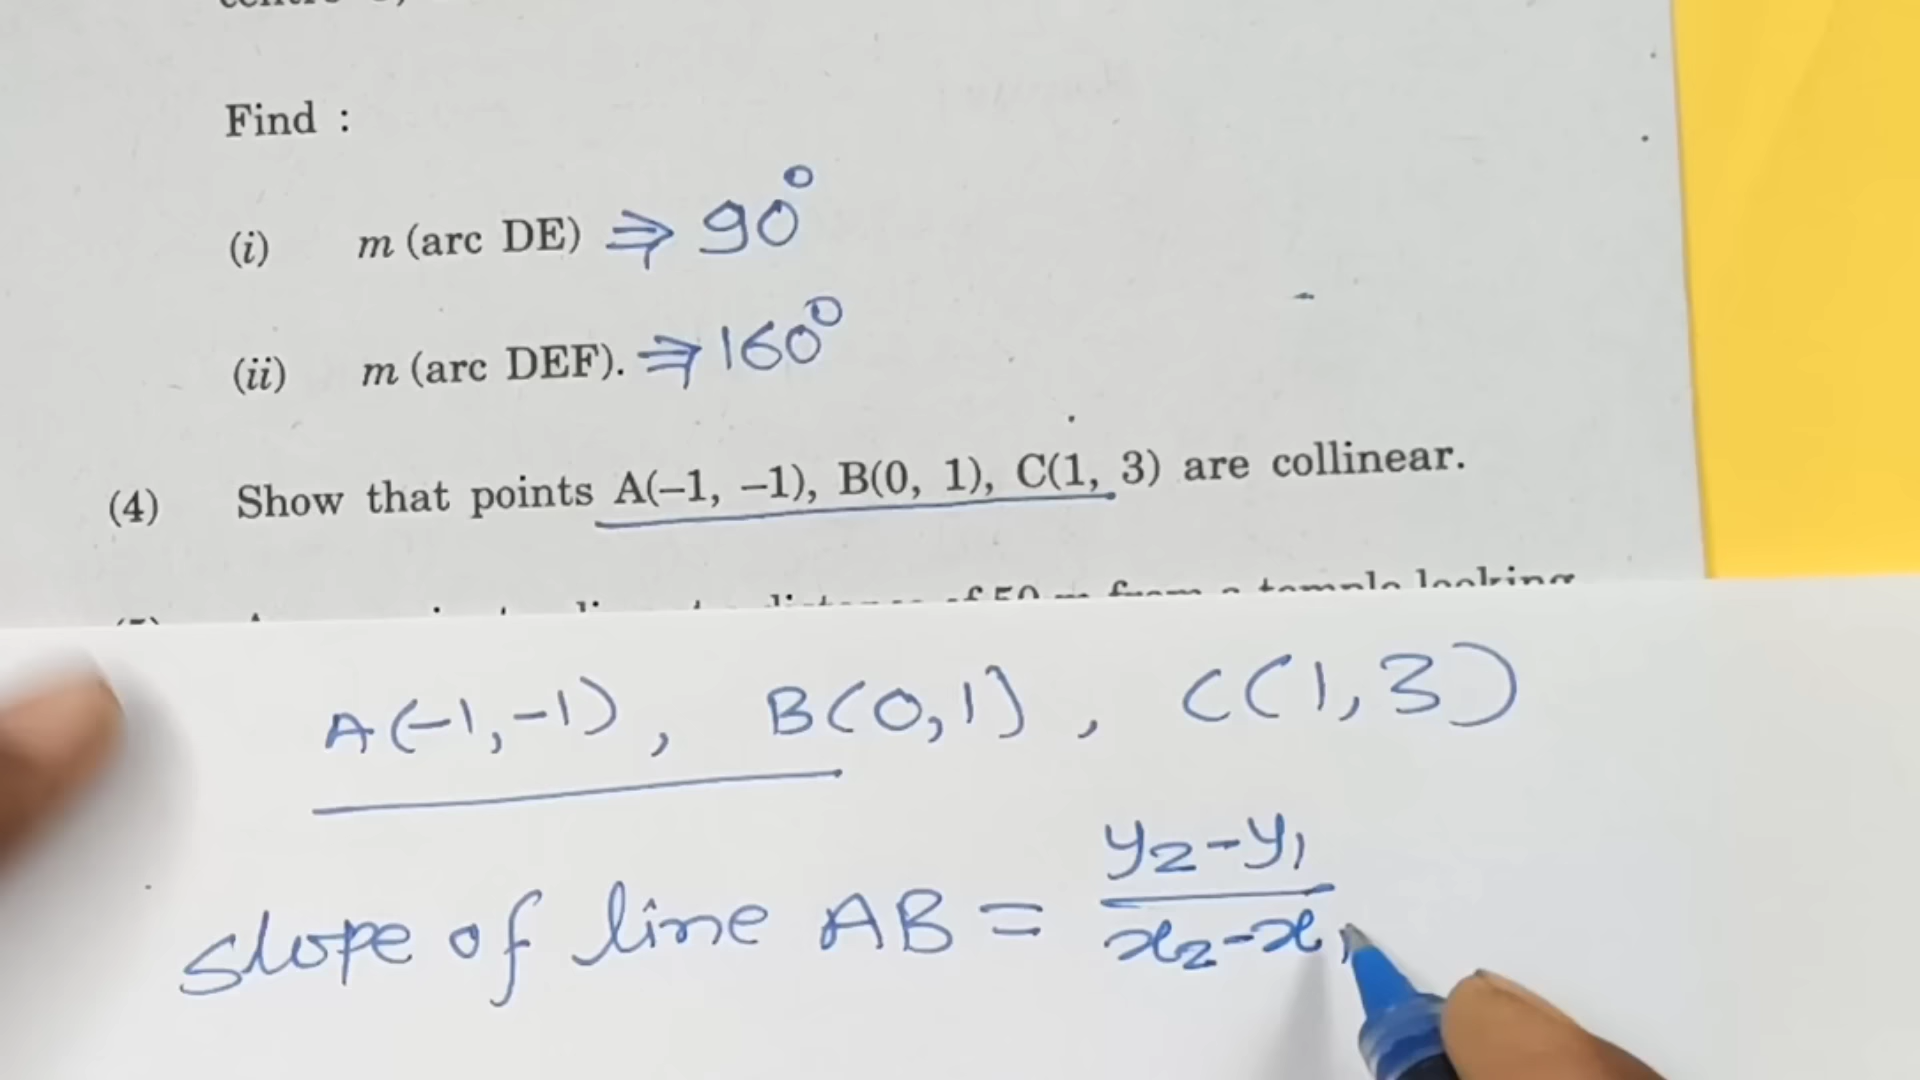 Find :
(i) m (arc DE) ⇒ 90°
(ii) m (arc DEF). ⇒ 160°
(4) Show that points A(–1, –1), B(0, 1), C(1, 3) are collinear.
A(-1,-1), B(0,1), C(1,3)
slope of line AB = y₂-y₁ / x₂-x₁